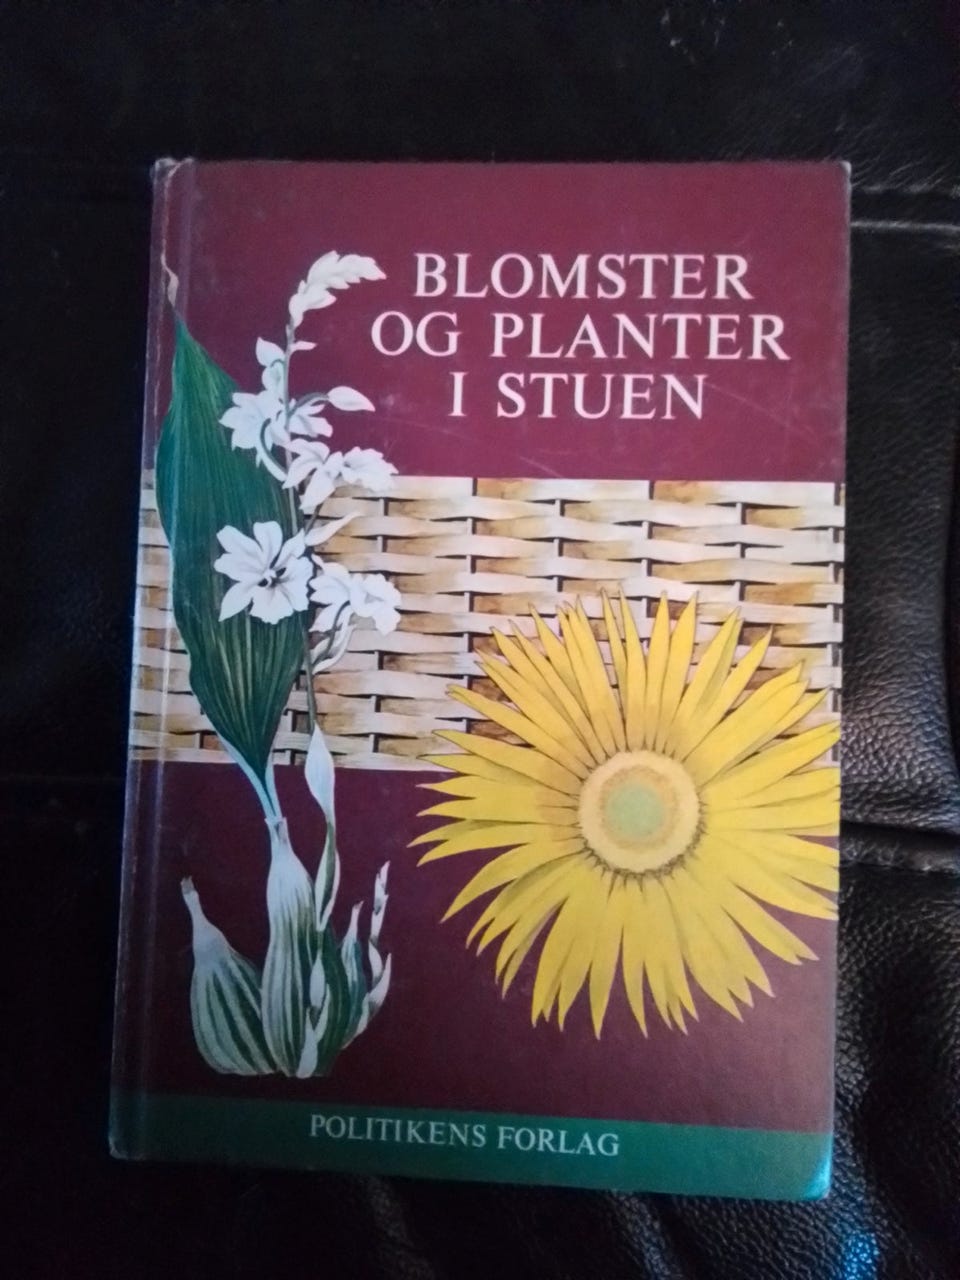 BLOMSTER
OG PLANTER
I STUEN
POLITIKENS FORLAG